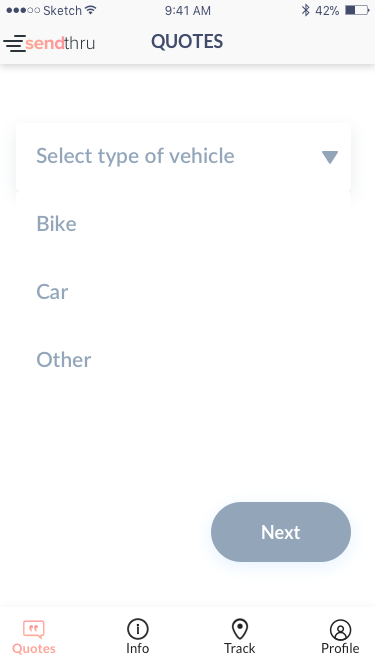 Sketch 9:41 AM 42%
sendthru QUOTES
Select type of vehicle
Bike
Car
Other
Next
Quotes Info Track Profile